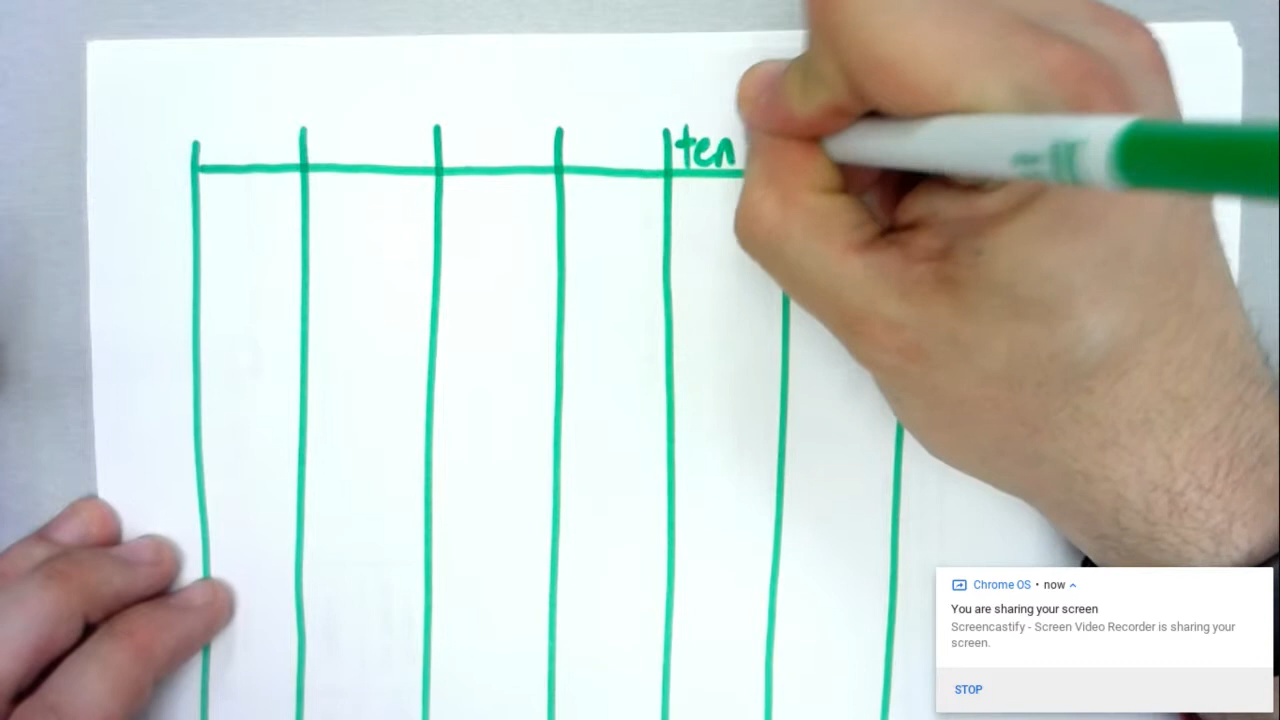 ten
Chrome OS • now
You are sharing your screen
Screencastify - Screen Video Recorder is sharing your
screen.
STOP